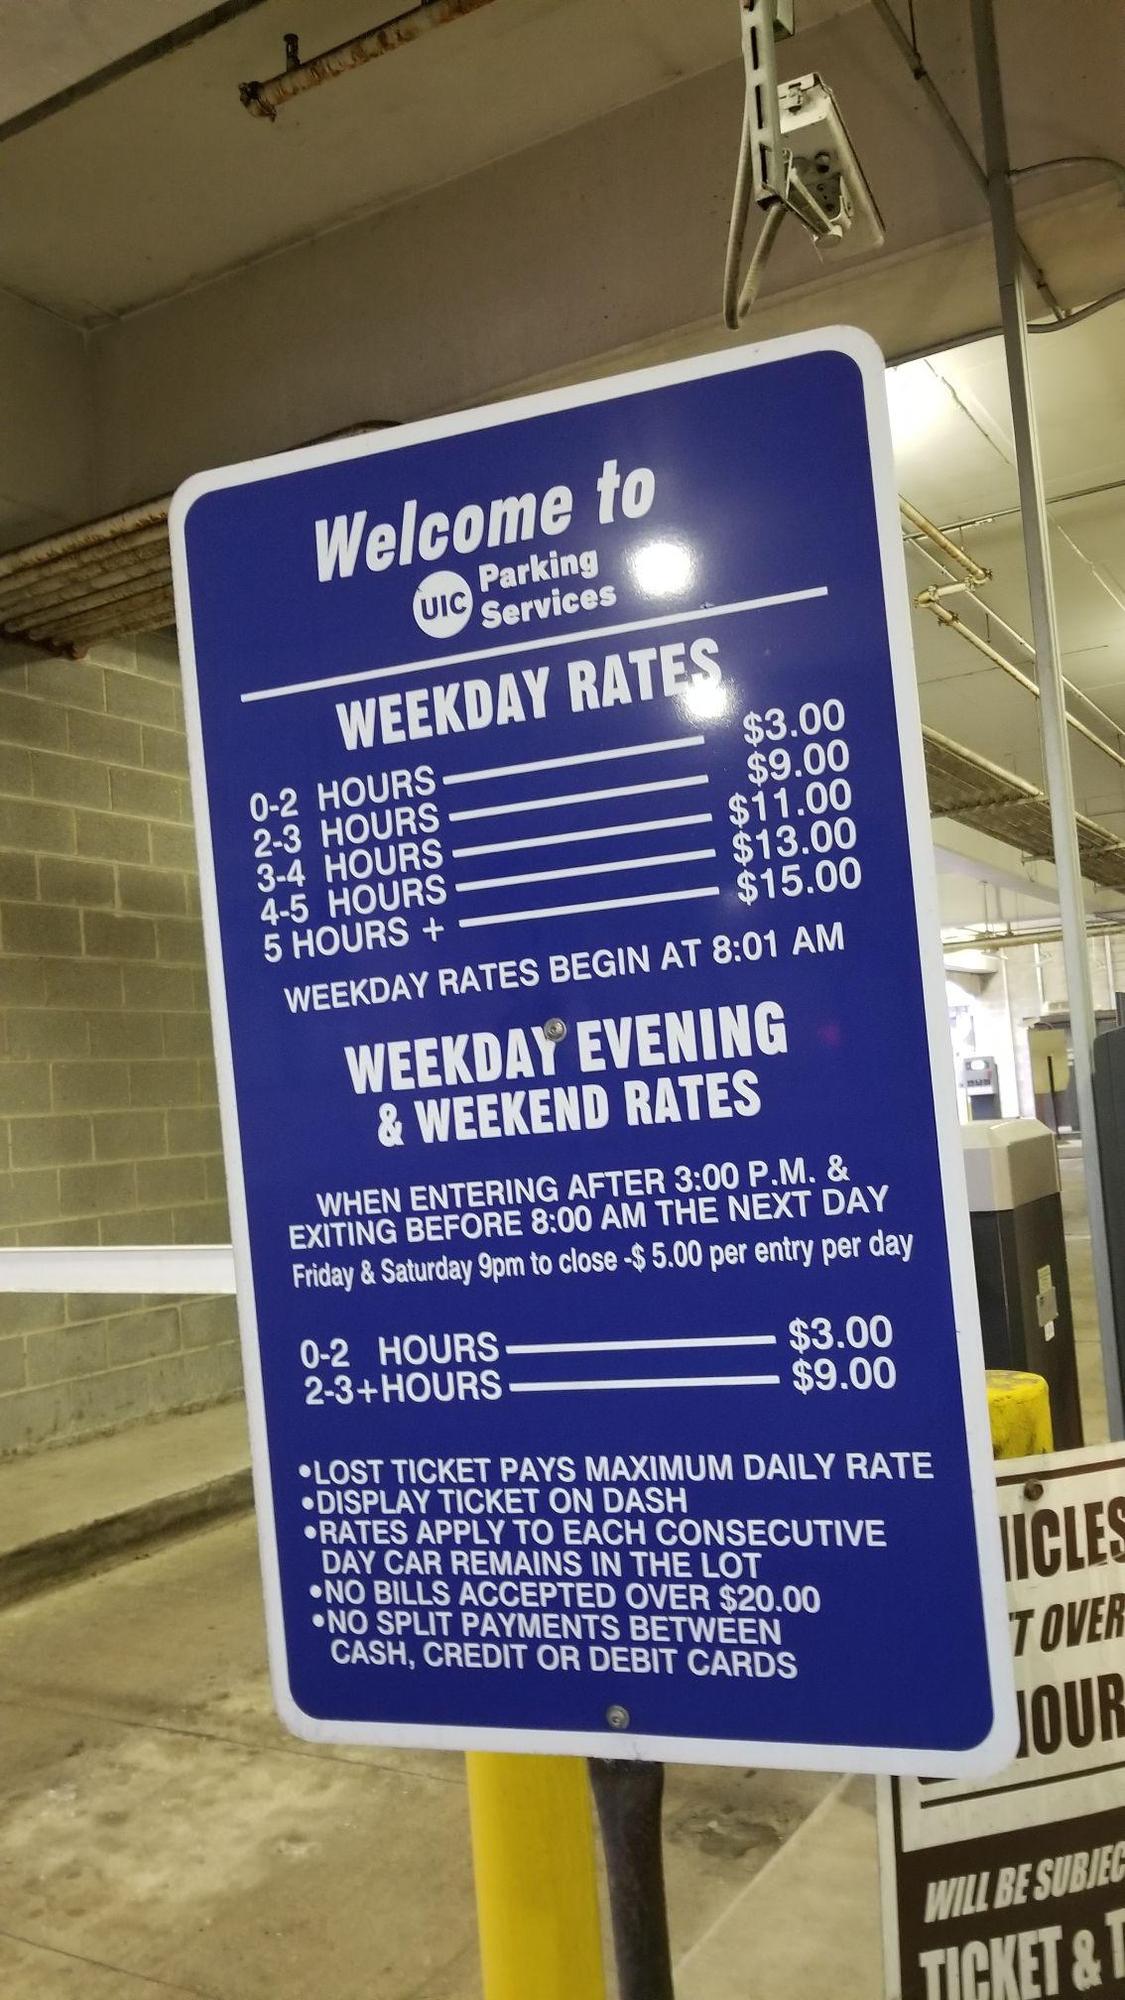 Welcome to
UIC Parking
Services
WEEKDAY RATES
0-2 HOURS $3.00
2-3 HOURS $9.00
3-4 HOURS $11.00
4-5 HOURS $13.00
5 HOURS + $15.00
WEEKDAY RATES BEGIN AT 8:01 AM
WEEKDAY EVENING
& WEEKEND RATES
WHEN ENTERING AFTER 3:00 P.M. &
EXITING BEFORE 8:00 AM THE NEXT DAY
Friday & Saturday 9pm to close -$ 5.00 per entry per day
0-2 HOURS $3.00
2-3+HOURS $9.00
•LOST TICKET PAYS MAXIMUM DAILY RATE
•DISPLAY TICKET ON DASH
•RATES APPLY TO EACH CONSECUTIVE
DAY CAR REMAINS IN THE LOT
•NO BILLS ACCEPTED OVER $20.00
•NO SPLIT PAYMENTS BETWEEN
CASH, CREDIT OR DEBIT CARDS
OVER
WILL BE
TICKET &